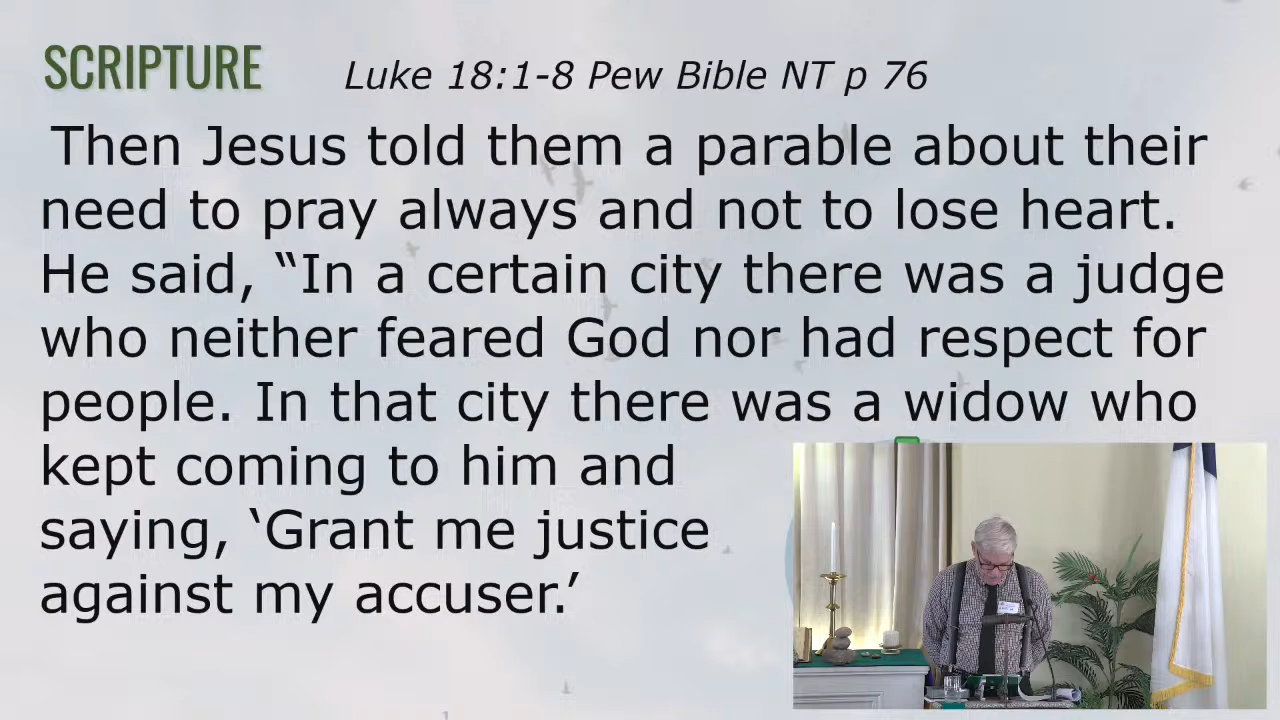 SCRIPTURE
Luke 18:1-8 Pew Bible NT p 76
Then Jesus told them a parable about their
need to pray always and not to lose heart.
He said, “In a certain city there was a judge
who neither feared God nor had respect for
people. In that city there was a widow who
kept coming to him and
saying, ‘Grant me justice
against my accuser.’